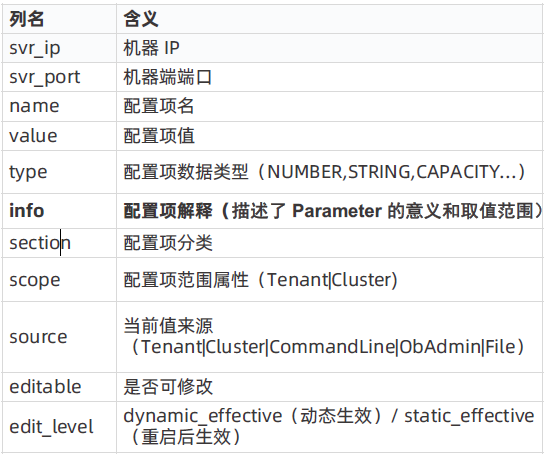 列名 含义
svr_ip 机器 IP
svr_port 机器端端口
name 配置项名
value 配置项值
type 配置项数据类型（NUMBER,STRING,CAPACITY...）
info 配置项解释（描述了 Parameter 的意义和取值范围）
section 配置项分类
scope 配置项范围属性（Tenant|Cluster)
source 当前值来源
（Tenant|Cluster|CommandLine|ObAdmin|File）
editable 是否可修改
edit_level dynamic_effective（动态生效）/ static_effective
（重启后生效）